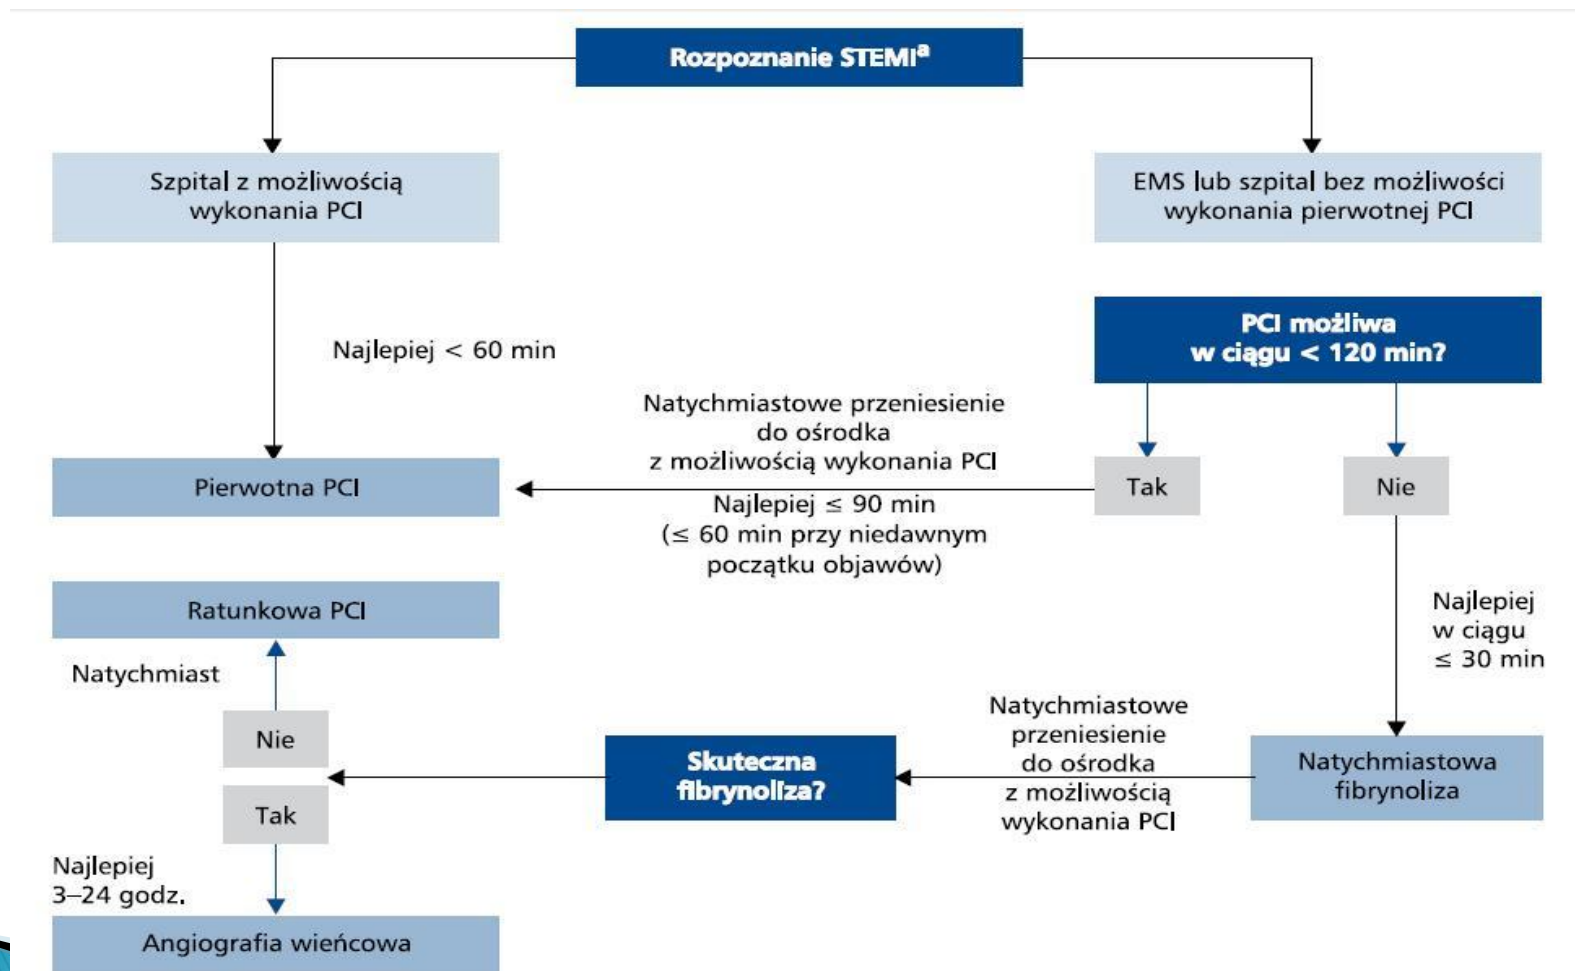 Rozpoznanie STEMIᵃ
Szpital z możliwością
wykonania PCI
EMS lub szpital bez możliwości
wykonania pierwotnej PCI
Najlepiej < 60 min
PCI możliwa
w ciągu < 120 min?
Natychmiastowe przeniesienie
do ośrodka
z możliwością wykonania PCI
Pierwotna PCI
Tak
Nie
Najlepiej ≤ 90 min
(≤ 60 min przy niedawnym
początku objawów)
Ratunkowa PCI
Najlepiej
w ciągu
≤ 30 min
Natychmiast
Nie
Tak
Skuteczna
fibrynoliza?
Natychmiastowe
przeniesienie
do ośrodka
z możliwością
wykonania PCI
Natychmiastowa
fibrynoliza
Najlepiej
3–24 godz.
Angiografia wieńcowa